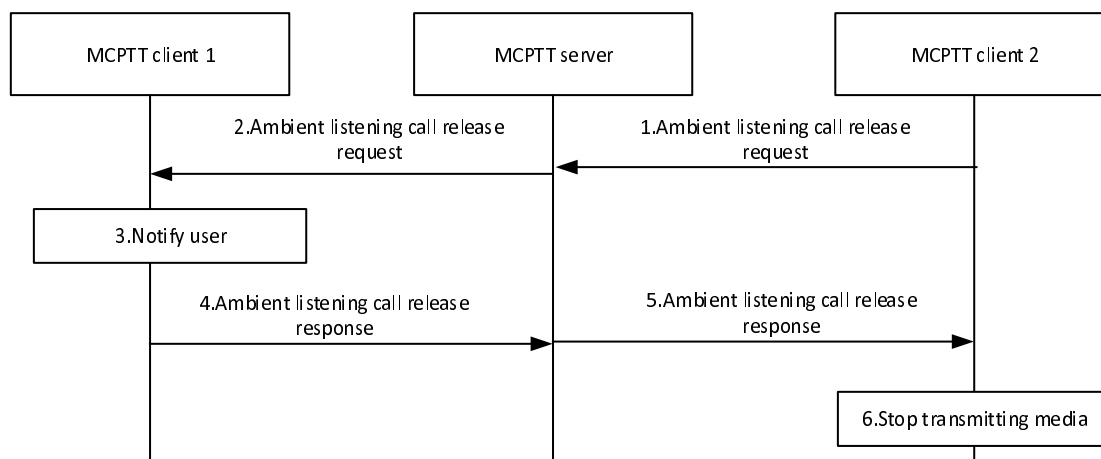 MCPTT client 1
MCPTT server
MCPTT client 2
2.Ambient listening call release
request
1.Ambient listening call release
request
3.Notify user
4.Ambient listening call release
response
5.Ambient listening call release
response
6.Stop transmitting media